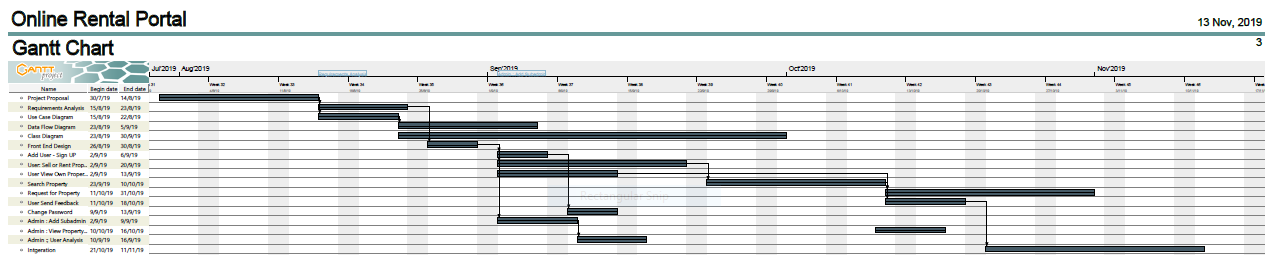 Online Rental Portal
13 Nov, 2019
Gantt Chart
3
GANTT project
Jul'2019 Aug'2019 Sep'2019 Oct'2019 Nov'2019
Name Begin date End date
Week 32 Week 33 Week 34 Week 35 Week 36 Week 37 Week 38 Week 39 Week 40 Week 41 Week 42 Week 43 Week 44 Week 45 Week 46
Project Proposal 30/7/19 14/8/19
Requirements Analysis 15/8/19 23/8/19
Use Case Diagram 15/8/19 22/8/19
Data Flow Diagram 23/8/19 5/9/19
Class Diagram 23/8/19 30/9/19
Front End Design 26/8/19 30/8/19
Add User - Sign UP 2/9/19 6/9/19
User: Sell or Rent Prop... 2/9/19 20/9/19
User View Own Proper... 2/9/19 13/9/19
Search Property 23/9/19 10/10/19
Request for Property 11/10/19 31/10/19
User Send Feedback 11/10/19 18/10/19
Change Password 9/9/19 13/9/19
Admin : Add Subadmin 2/9/19 9/9/19
Admin : View Property... 10/10/19 16/10/19
Admin ; User Analysis 10/9/19 16/9/19
Intgeration 21/10/19 11/11/19
Rectangular Snip